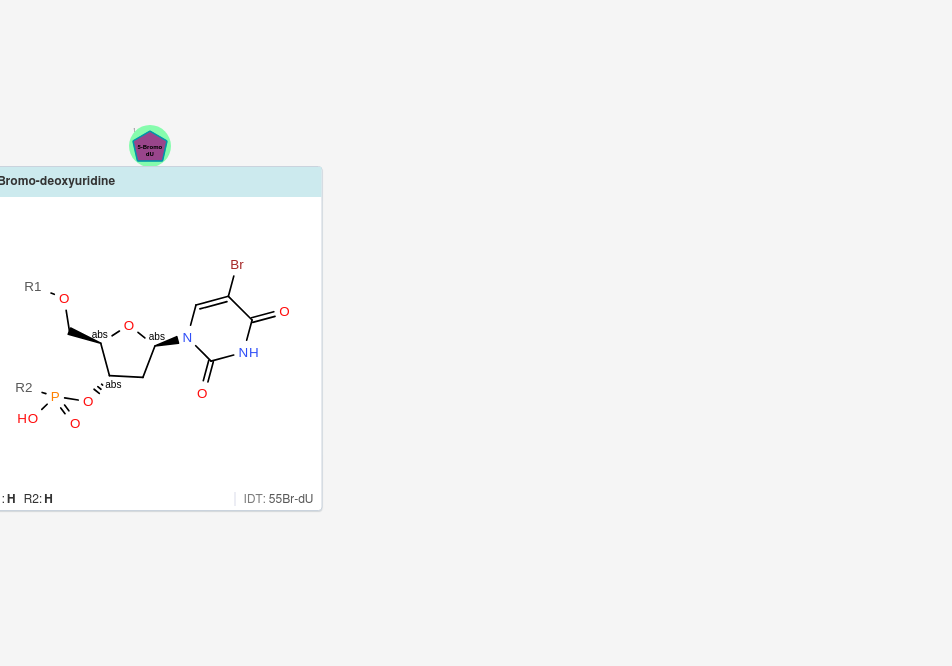 5-Bromo
dU
Bromo-deoxyuridine
Br
R1
O
O
O
abs
abs
N
NH
abs
R2
P
O
O
HO
O
: H R2: H
IDT: 55Br-dU